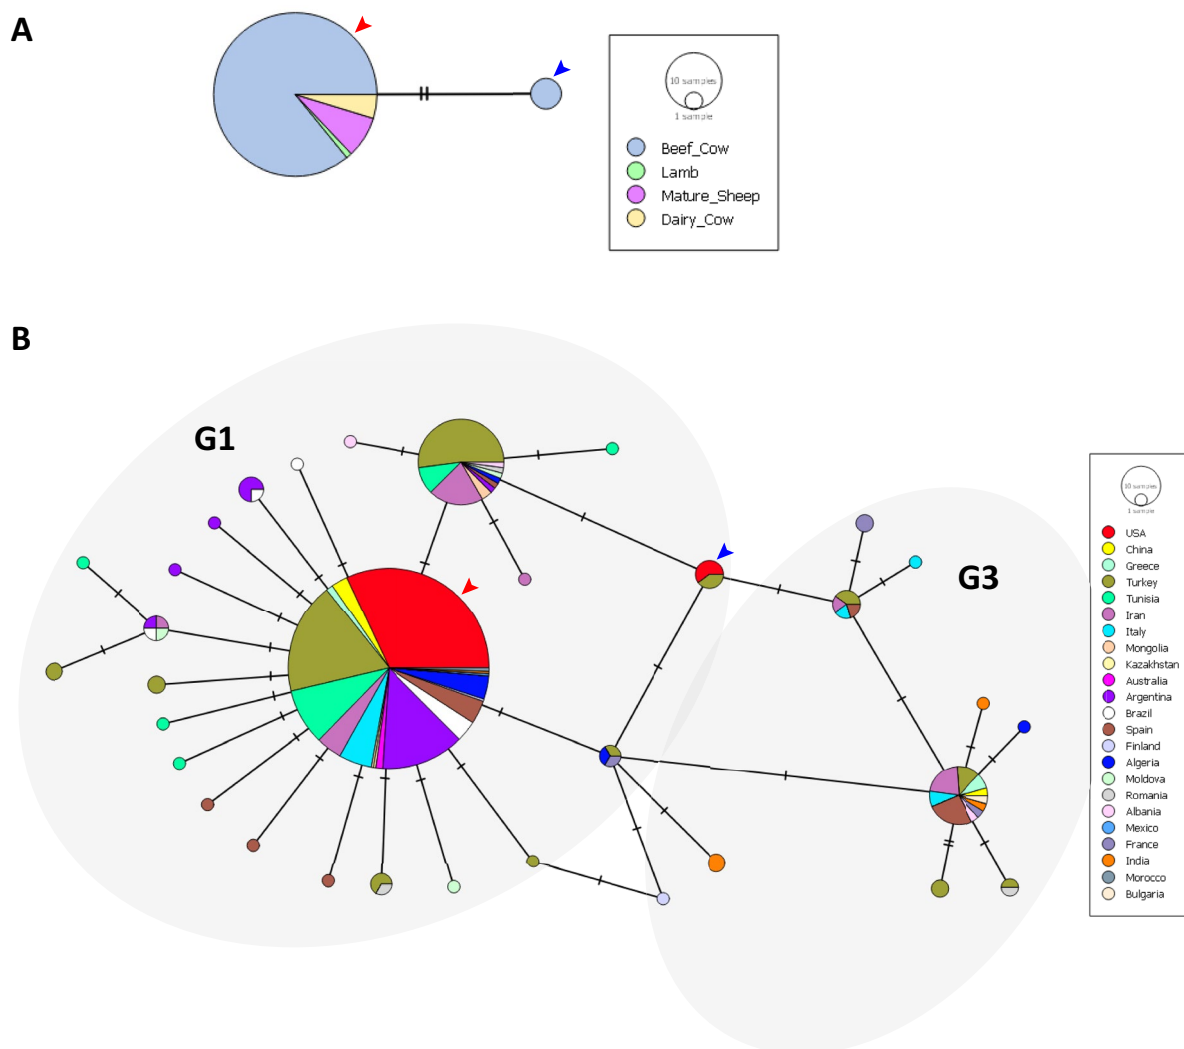 A
10 samples
1 sample
Beef_Cow
Lamb
Mature_Sheep
Dairy_Cow
B
G1
G3
10 samples
1 sample
USA
China
Greece
Turkey
Tunisia
Iran
Italy
Mongolia
Kazakhstan
Australia
Argentina
Brazil
Spain
Finland
Algeria
Moldova
Romania
Albania
Mexico
France
India
Morocco
Bulgaria